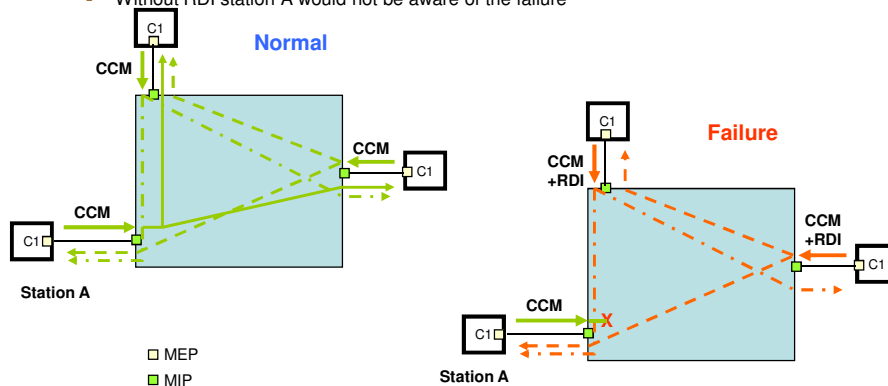 Without RDI station A would not be aware of the failure
C1
Normal
CCM
CCM
C1
CCM
C1
Station A
MEP
MIP
C1
Failure
CCM
+RDI
CCM
+RDI
C1
CCM
X
C1
Station A